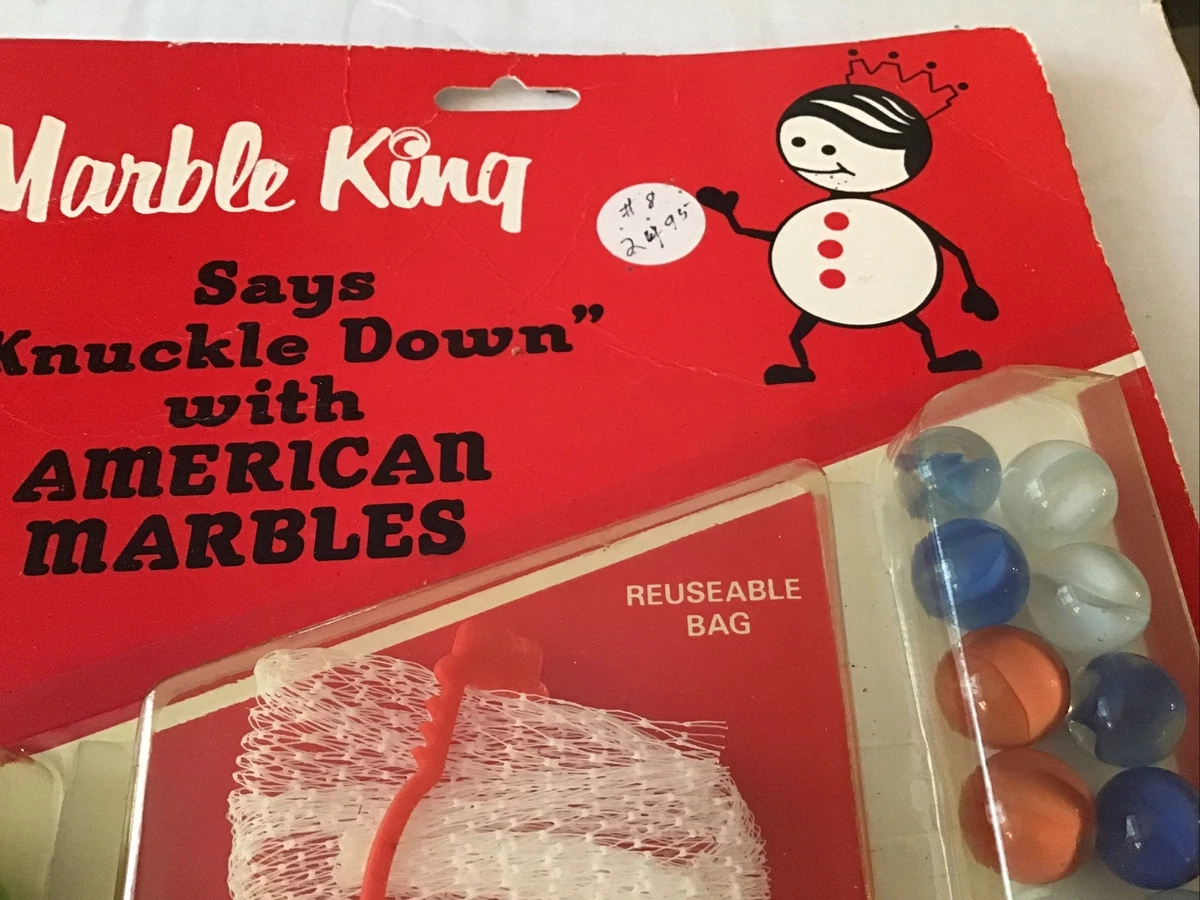 Marble King
Says
Knuckle Down”
with
AMERICAN
MARBLES
# 8
24.95
REUSEABLE
BAG